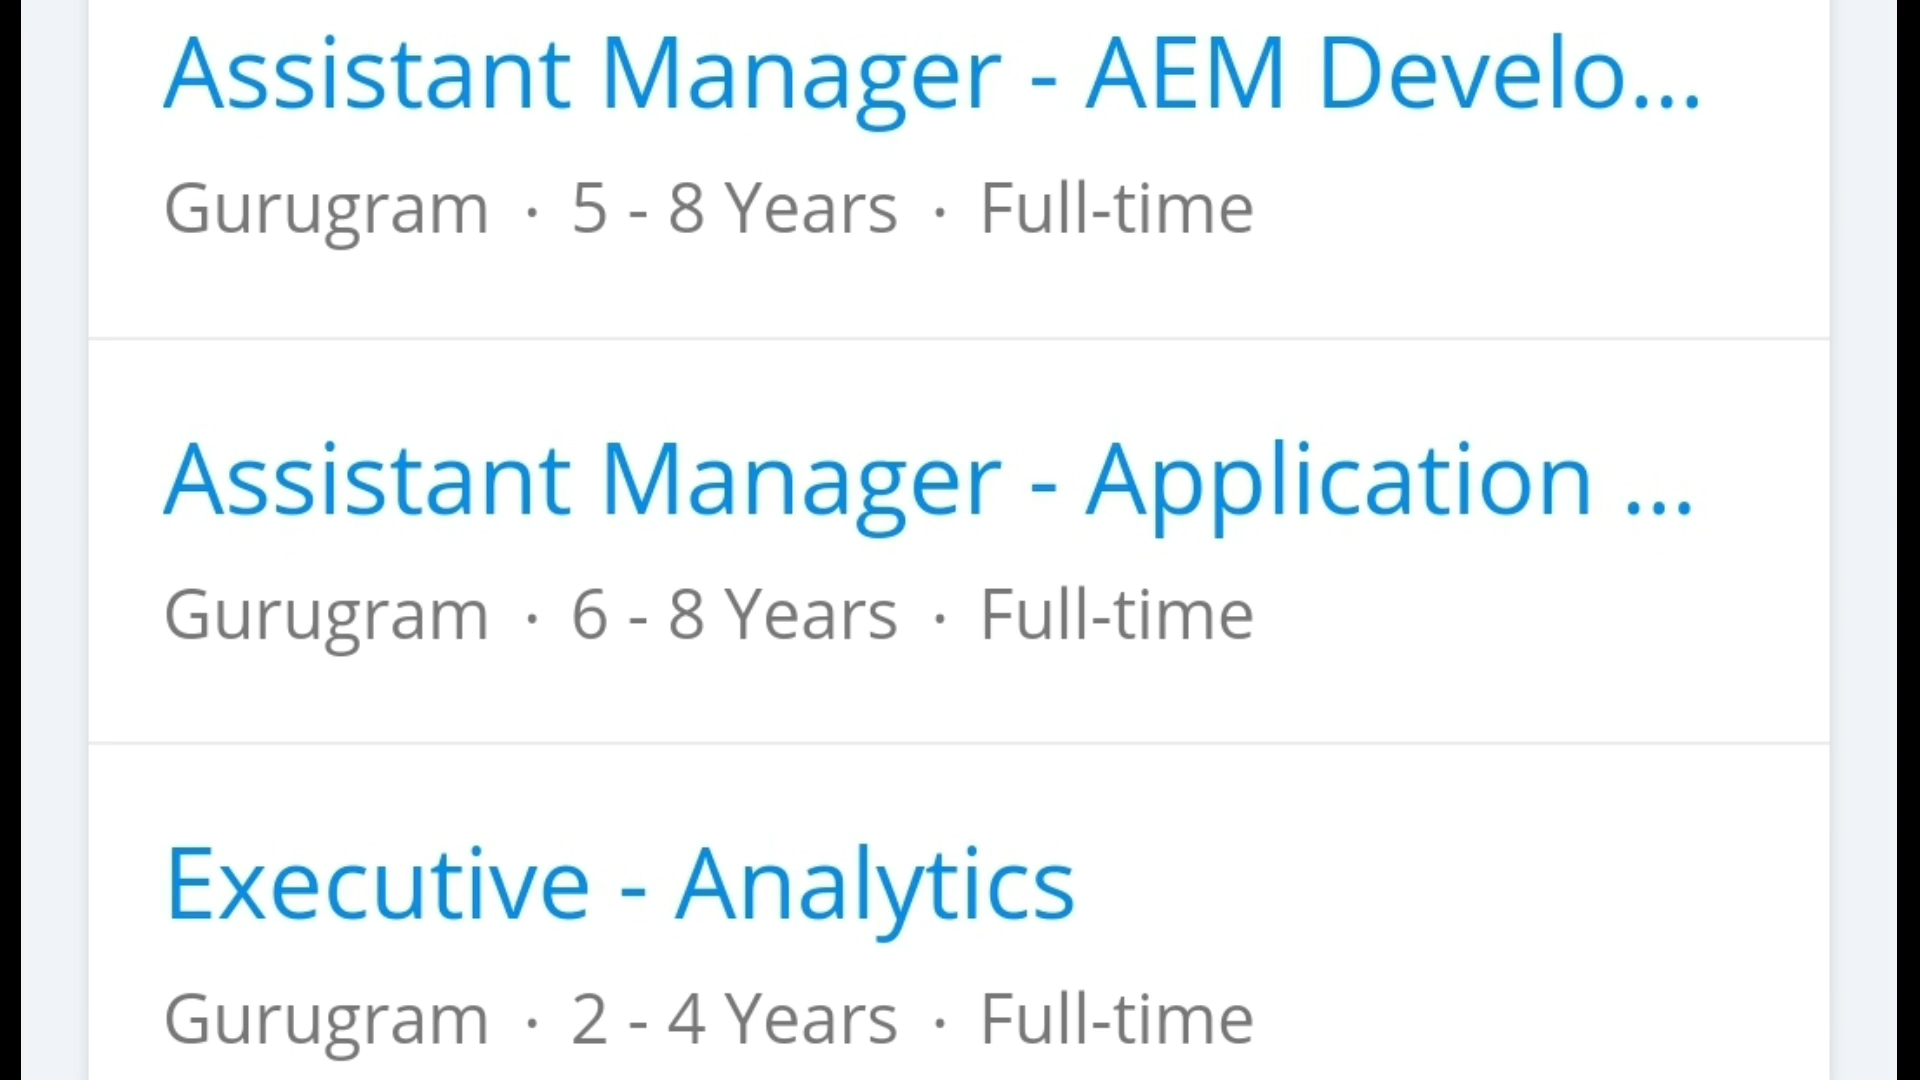 Assistant Manager - AEM Develo...
Gurugram · 5 - 8 Years · Full-time
Assistant Manager - Application ...
Gurugram · 6 - 8 Years · Full-time
Executive - Analytics
Gurugram · 2 - 4 Years · Full-time